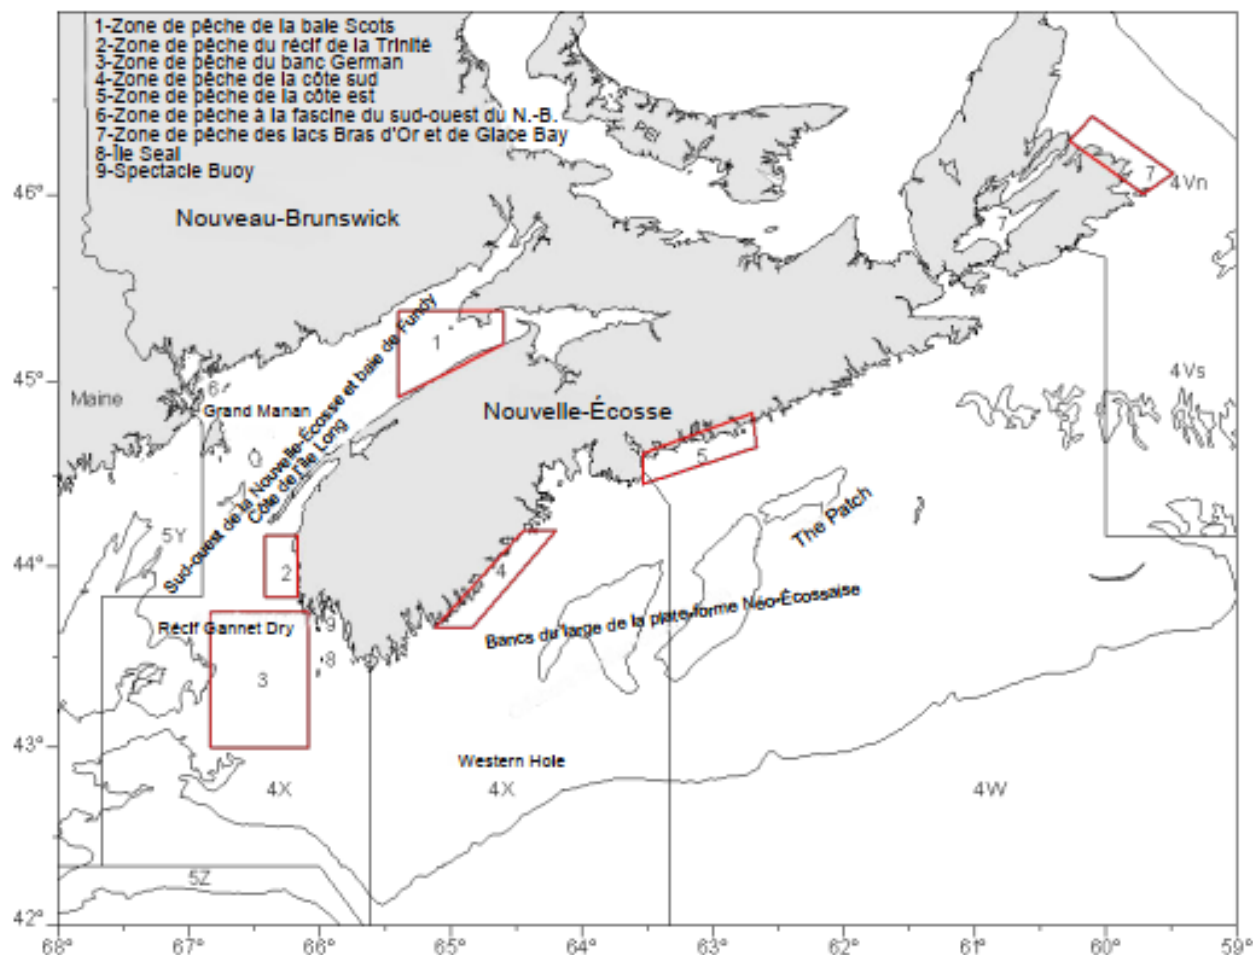 1-Zone de pêche de la baie Scots
2-Zone de pêche du récif de la Trinité
3-Zone de pêche du banc German
4-Zone de pêche de la côte sud
5-Zone de pêche de la côte est
6-Zone de pêche à la fascine du sud-ouest du N.-B.
7-Zone de pêche des lacs Bras d'Or et de Glace Bay
8-Île Seal
9-Spectacle Buoy
PEI
7
4Vn
46°
Nouveau-Brunswick
7
Sud-ouest de la Nouvelle-Écosse et baie de Fundy
Côte de l'île Long
1
45°
Maine
6
Grand Manan
Nouvelle-Écosse
4Vs
5
The Patch
5Y
44°
2
4
Bancs du large de la plate-forme Néo-Écossaise
Récif Gannet Dry
9
8
3
43°
Western Hole
4X
4X
4W
5Z
42°
68°
67°
66°
65°
64°
63°
62°
61°
60°
59°